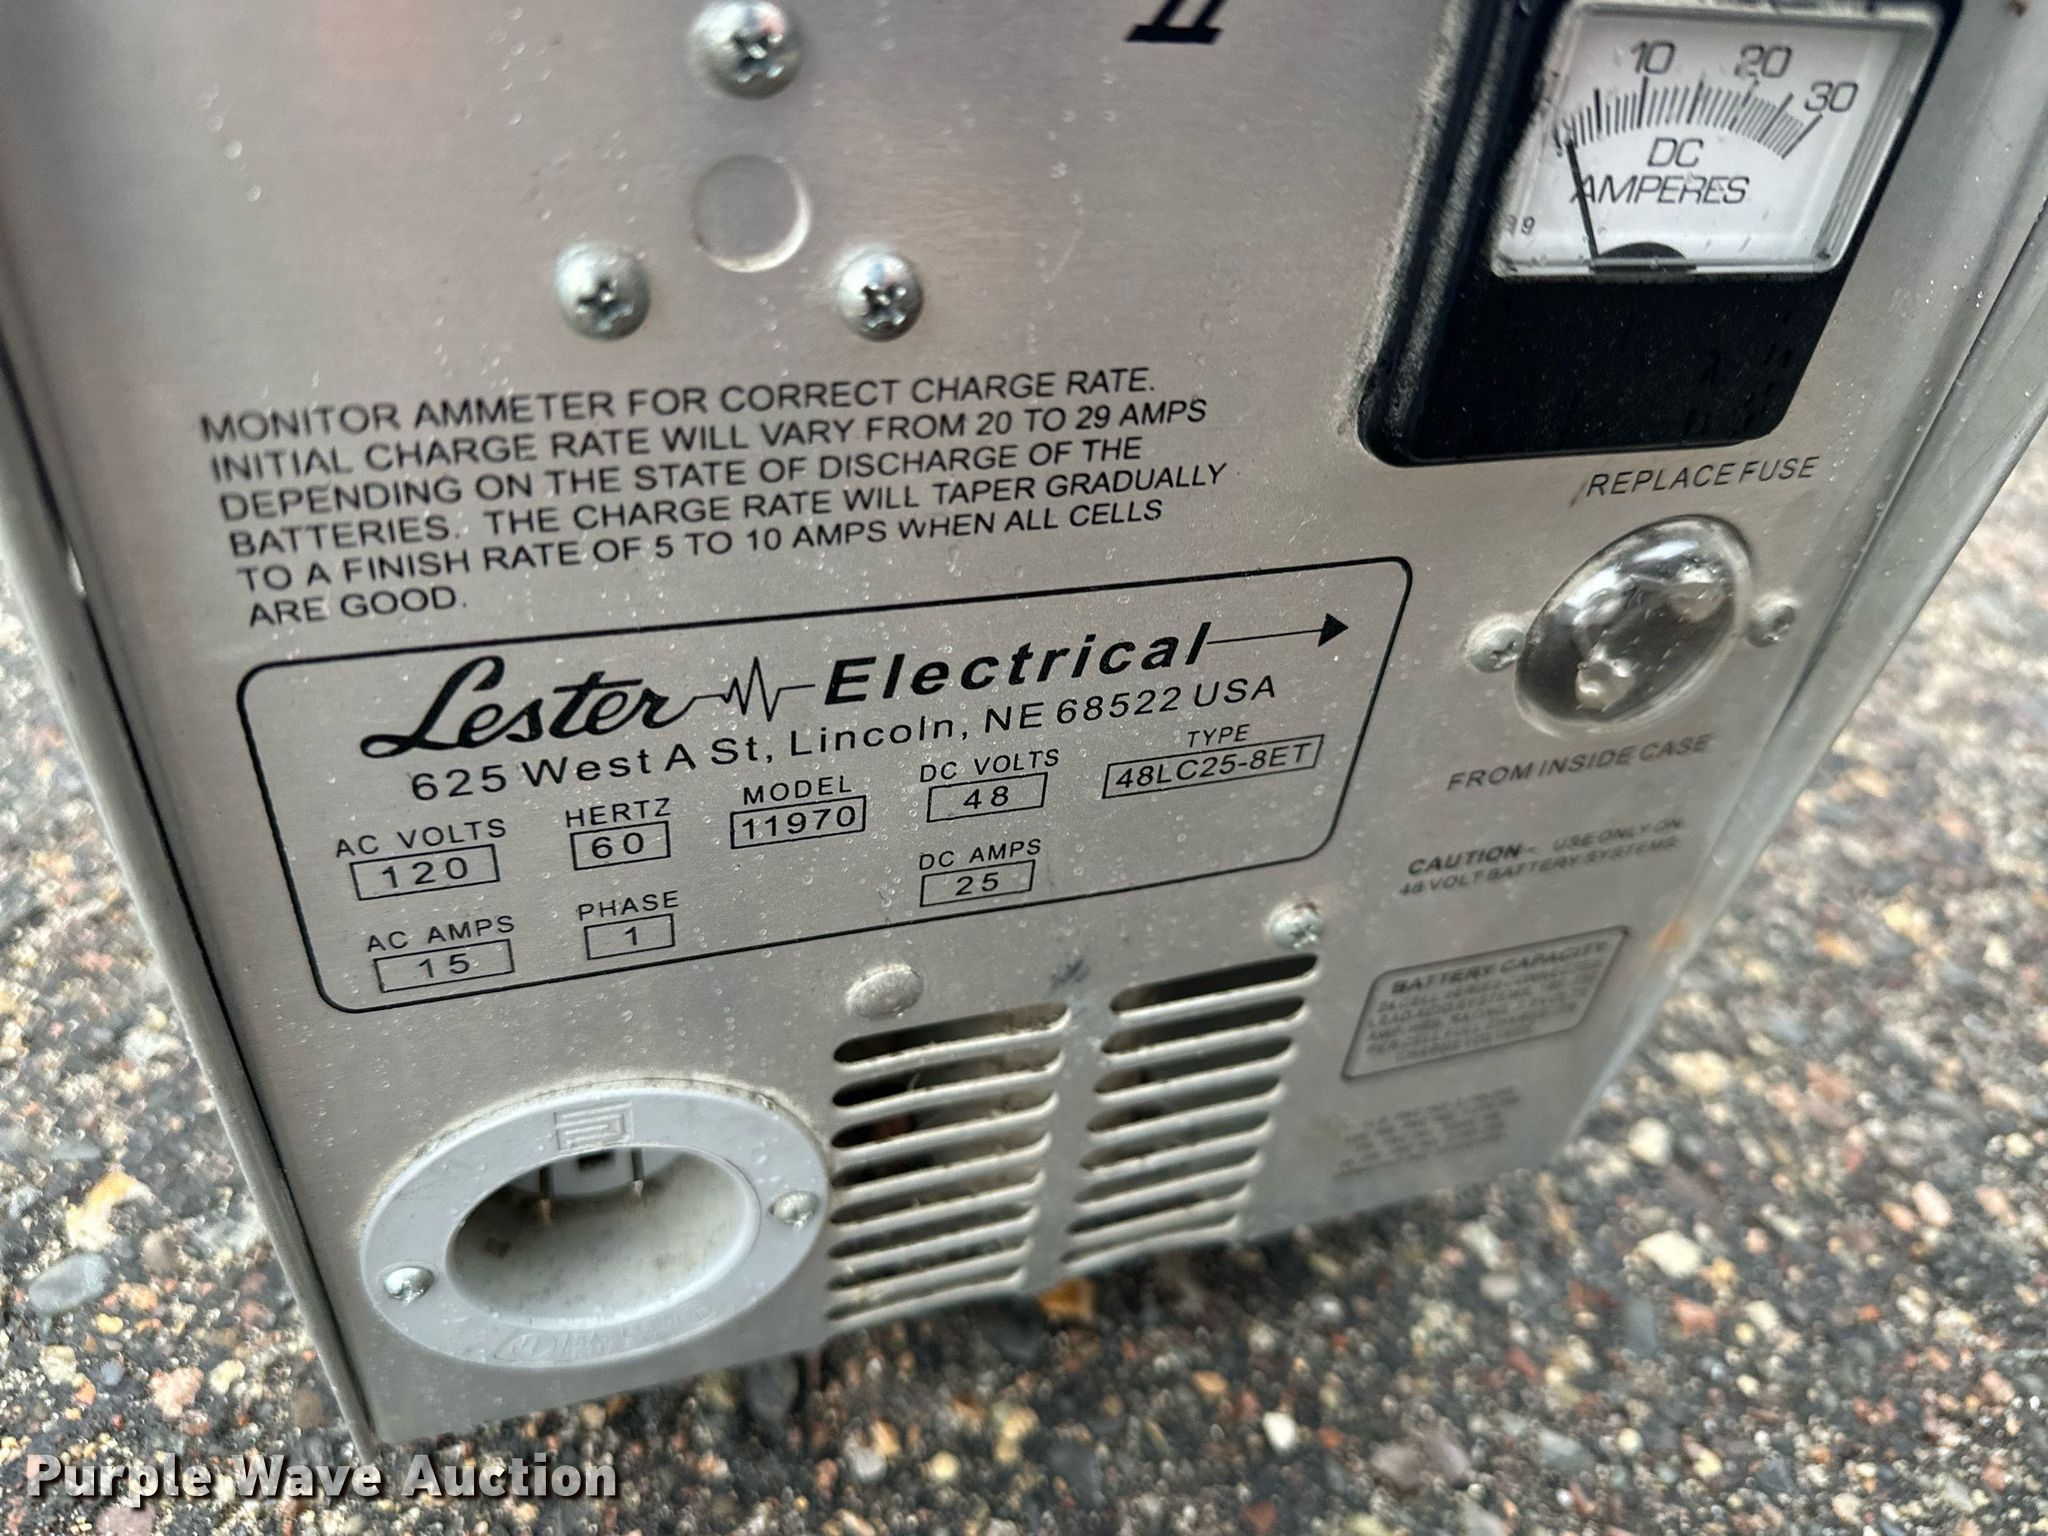 II
10 20 30
DC
AMPERES
MONITOR AMMETER FOR CORRECT CHARGE RATE.
INITIAL CHARGE RATE WILL VARY FROM 20 TO 29 AMPS
DEPENDING ON THE STATE OF DISCHARGE OF THE
BATTERIES. THE CHARGE RATE WILL TAPER GRADUALLY
TO A FINISH RATE OF 5 TO 10 AMPS WHEN ALL CELLS
ARE GOOD.
REPLACE FUSE
FROM INSIDE CASE
Lester Electrical
625 West A St, Lincoln, NE 68522 USA
AC VOLTS HERTZ MODEL DC VOLTS TYPE
120 60 11970 48 48LC25-8ET
AC AMPS PHASE DC AMPS
15 1 25
CAUTION - USE ONLY ON
48 VOLT BATTERY SYSTEMS
BATTERY CAPACITY
Purple Wave Auction